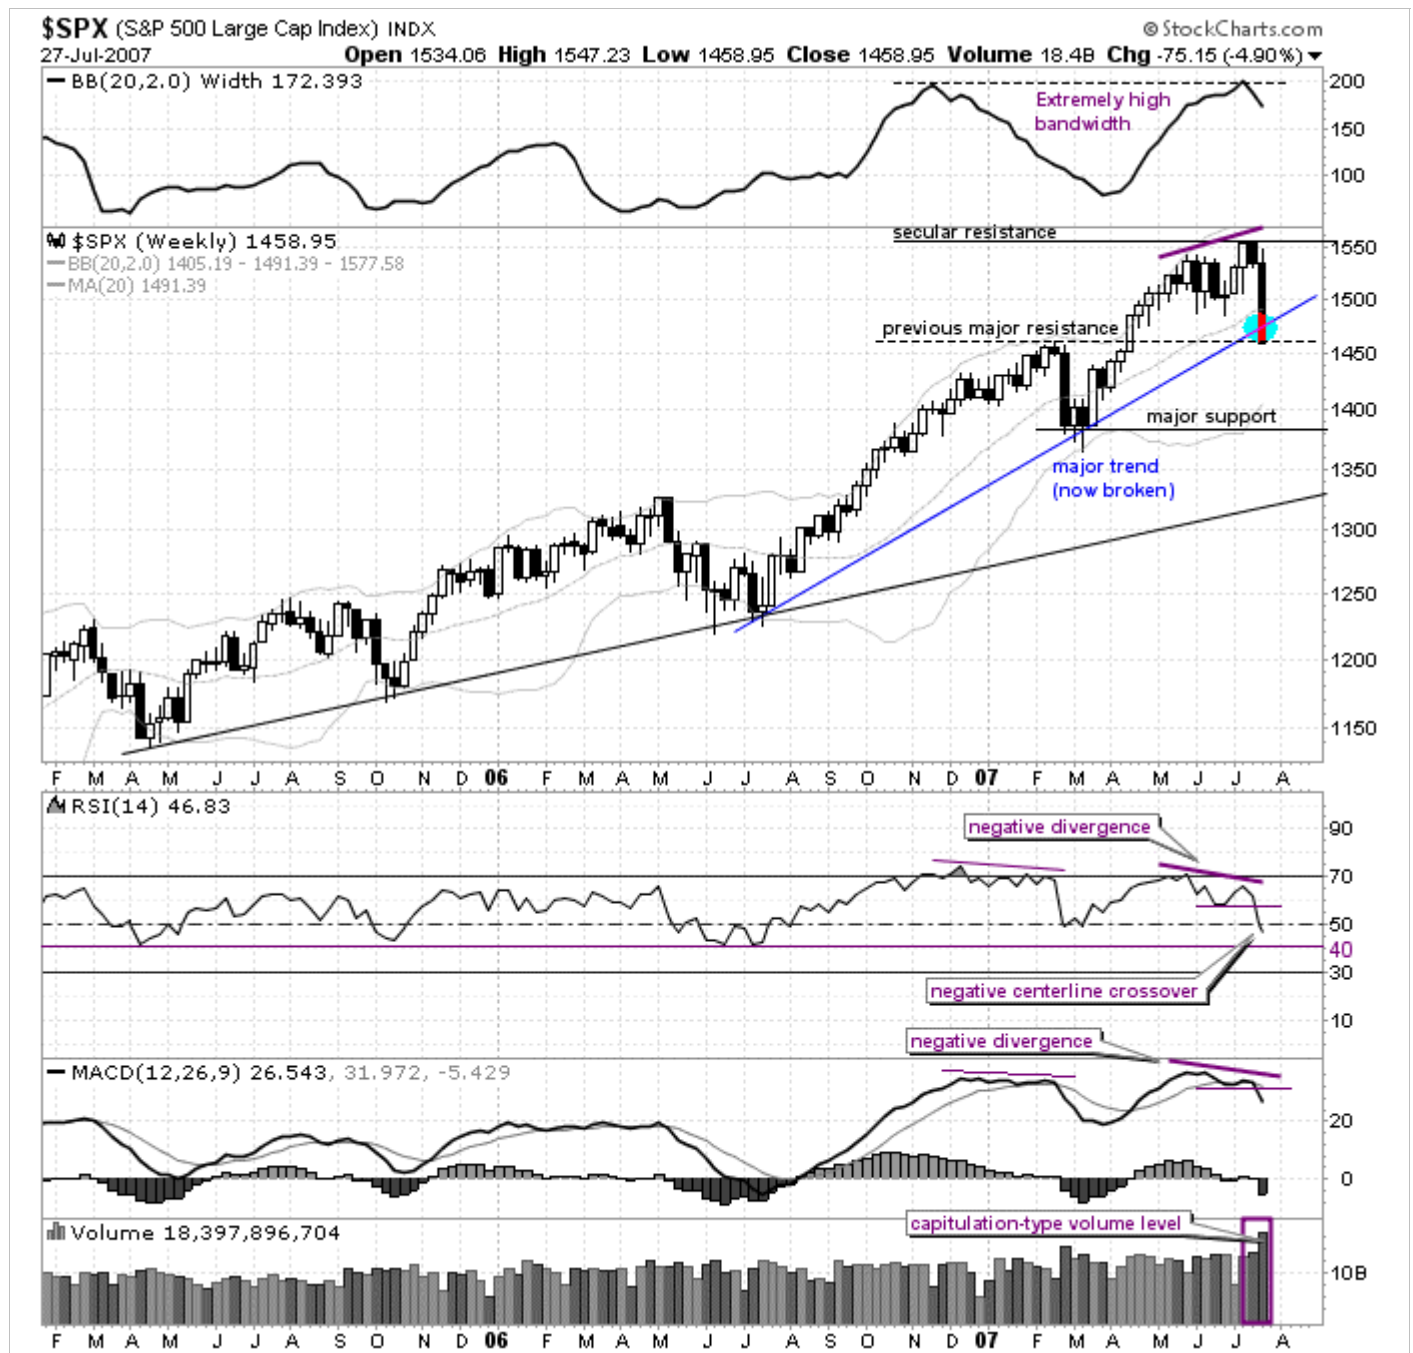 $SPX (S&P 500 Large Cap Index) INDX
© StockCharts.com
27-Jul-2007
Open 1534.06 High 1547.23 Low 1458.95 Close 1458.95 Volume 18.4B Chg -75.15 (-4.90%)
BB(20,2.0) Width 172.393
Extremely high
bandwidth
200
150
100
$SPX (Weekly) 1458.95
BB(20,2.0) 1405.19 - 1491.39 - 1577.58
MA(20) 1491.39
secular resistance
previous major resistance
major support
major trend
(now broken)
1550
1500
1450
1400
1350
1300
1250
1200
1150
F M A M J J A S O N D 06 F M A M J J A S O N D 07 F M A M J J A
RSI(14) 46.83
negative divergence
negative centerline crossover
90
70
50
40
30
10
negative divergence
MACD(12,26,9) 26.543, 31.972, -5.429
20
0
Volume 18,397,896,704
capitulation-type volume level
10B
F M A M J J A S O N D 06 F M A M J J A S O N D 07 F M A M J J A